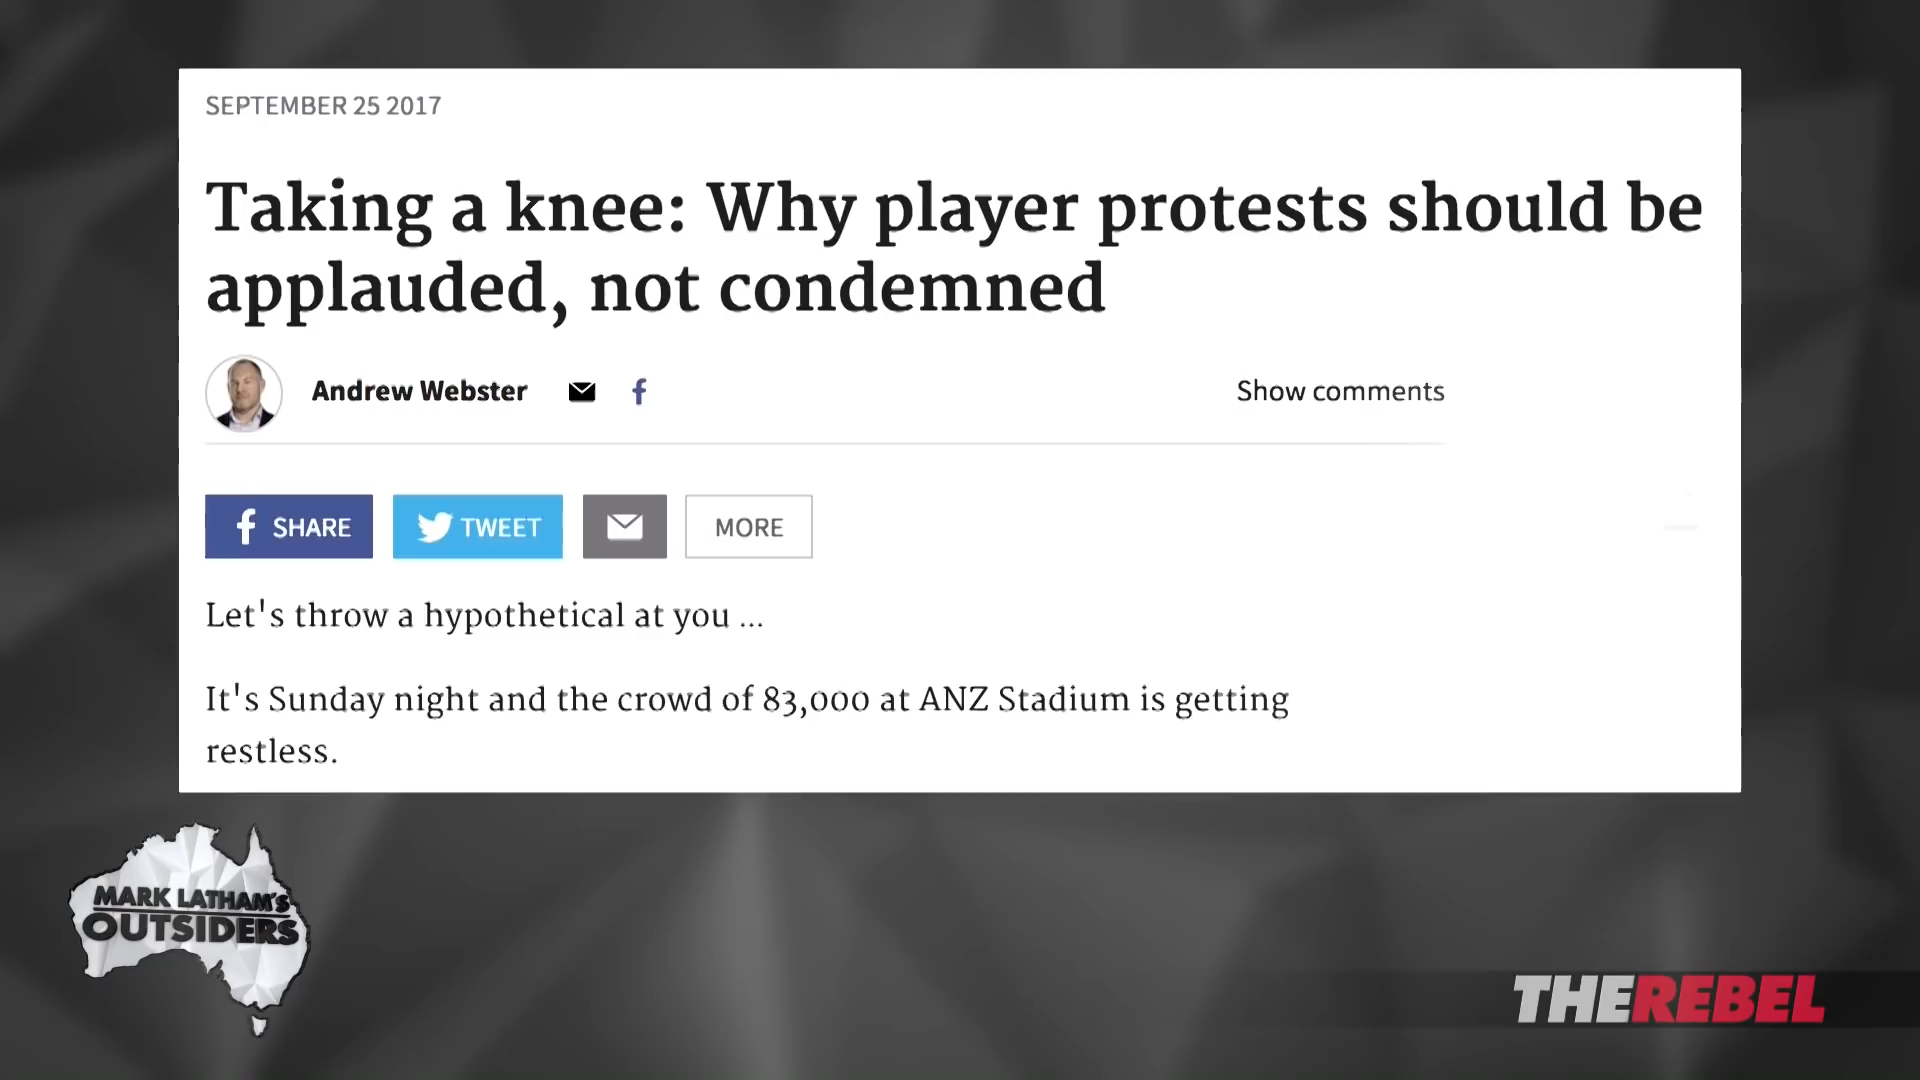 SEPTEMBER 25 2017
Taking a knee: Why player protests should be
applauded, not condemned
Andrew Webster
Show comments
f SHARE
TWEET
MORE
Let's throw a hypothetical at you ...
It's Sunday night and the crowd of 83,000 at ANZ Stadium is getting
restless.
MARK LATHAM'S
OUTSIDERS
THEREBEL